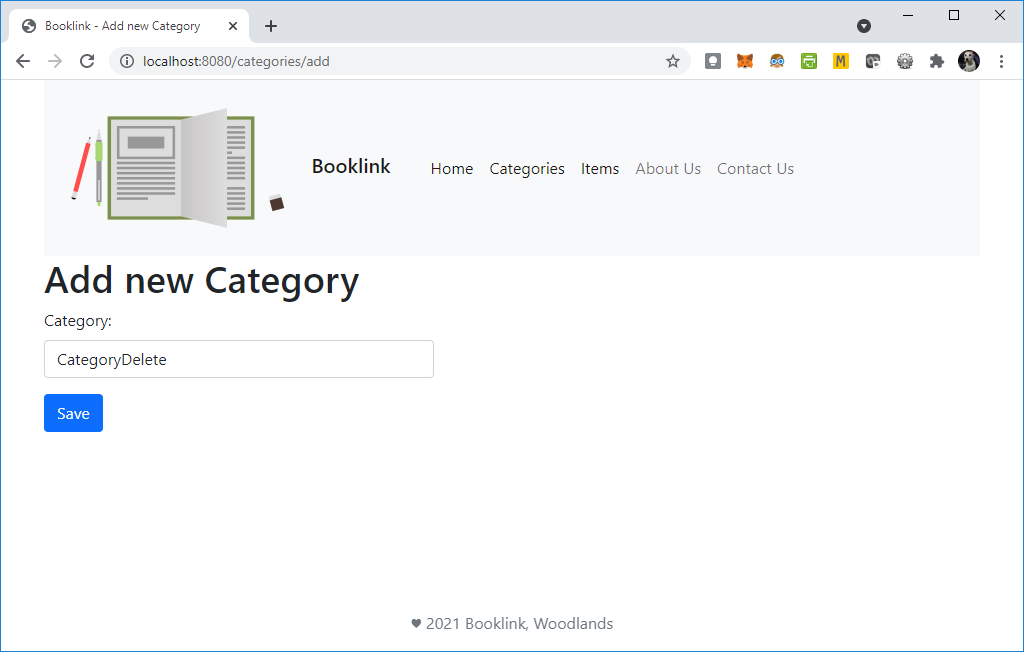 Booklink - Add new Category
localhost:8080/categories/add
M
Booklink Home Categories Items About Us Contact Us
Add new Category
Category:
CategoryDelete
Save
2021 Booklink, Woodlands